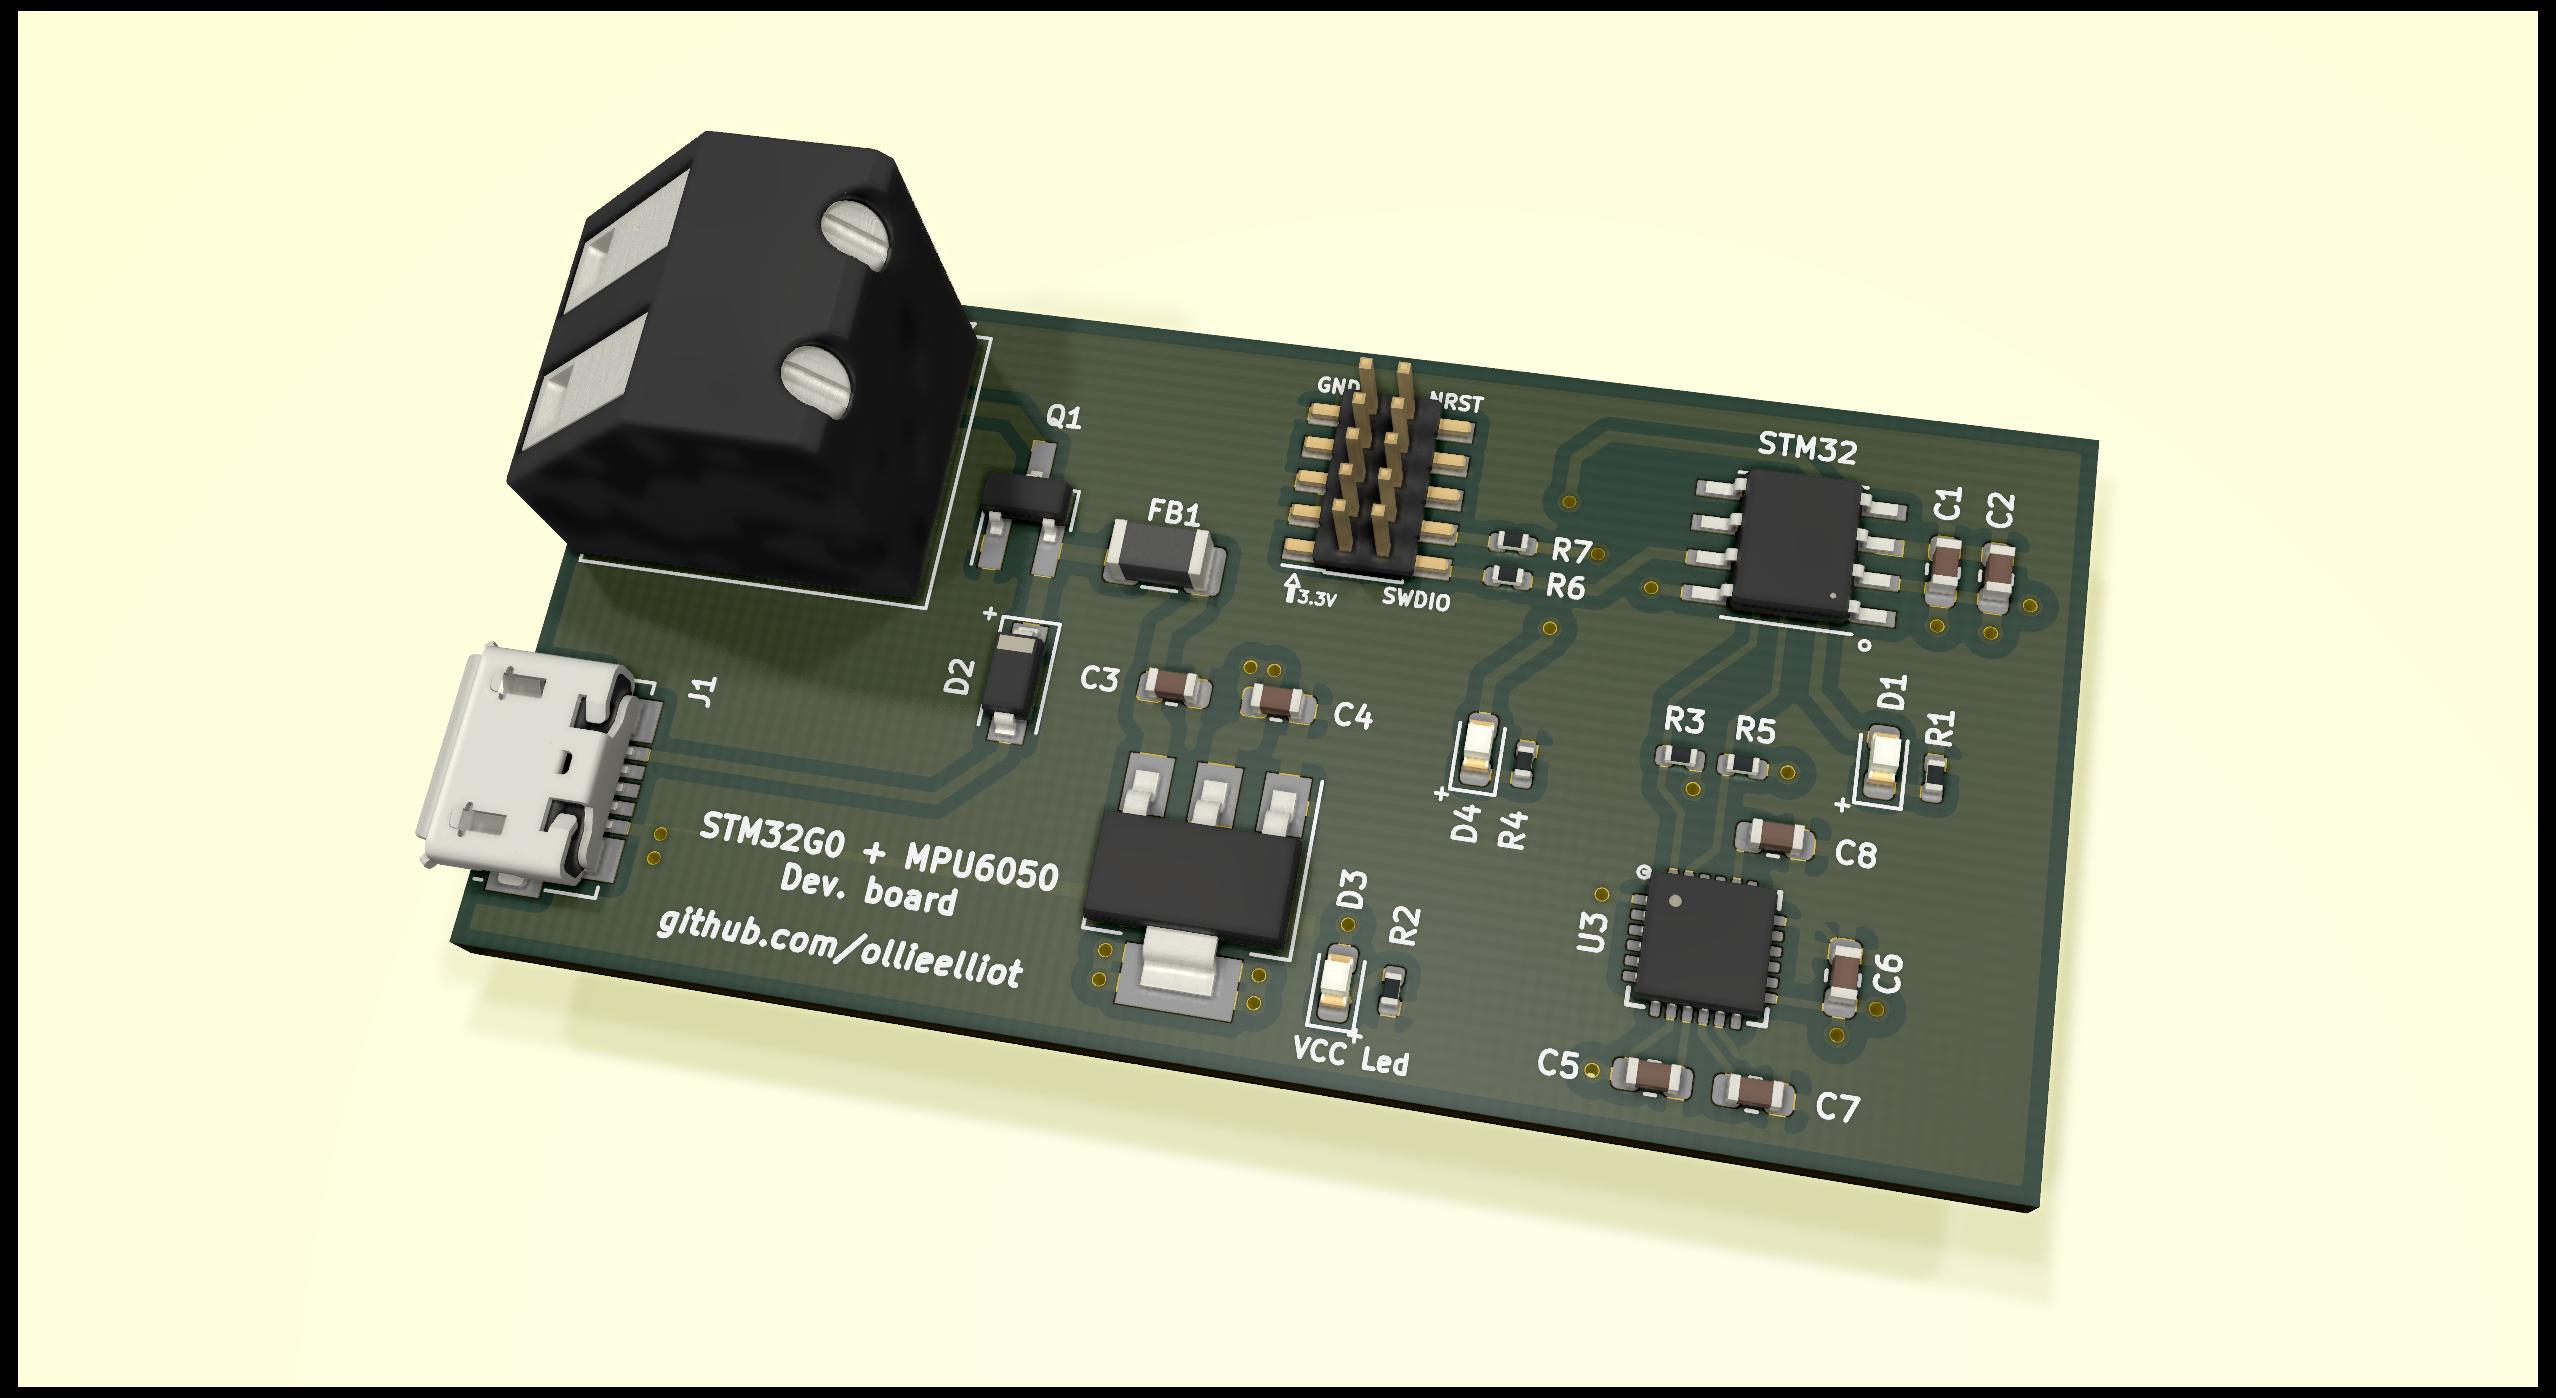 Q1
GND
NRST
FB1
STM32
C1
C2
R7
R6
3.3V
SWDIO
+
D2
J1
C3
C4
R3
R5
D1
R1
+
D4
R4
+
C8
STM32G0 + MPU6050
Dev. board
github.com/ollieelliot
D3
R2
U3
C6
+
VCC Led
C5
C7